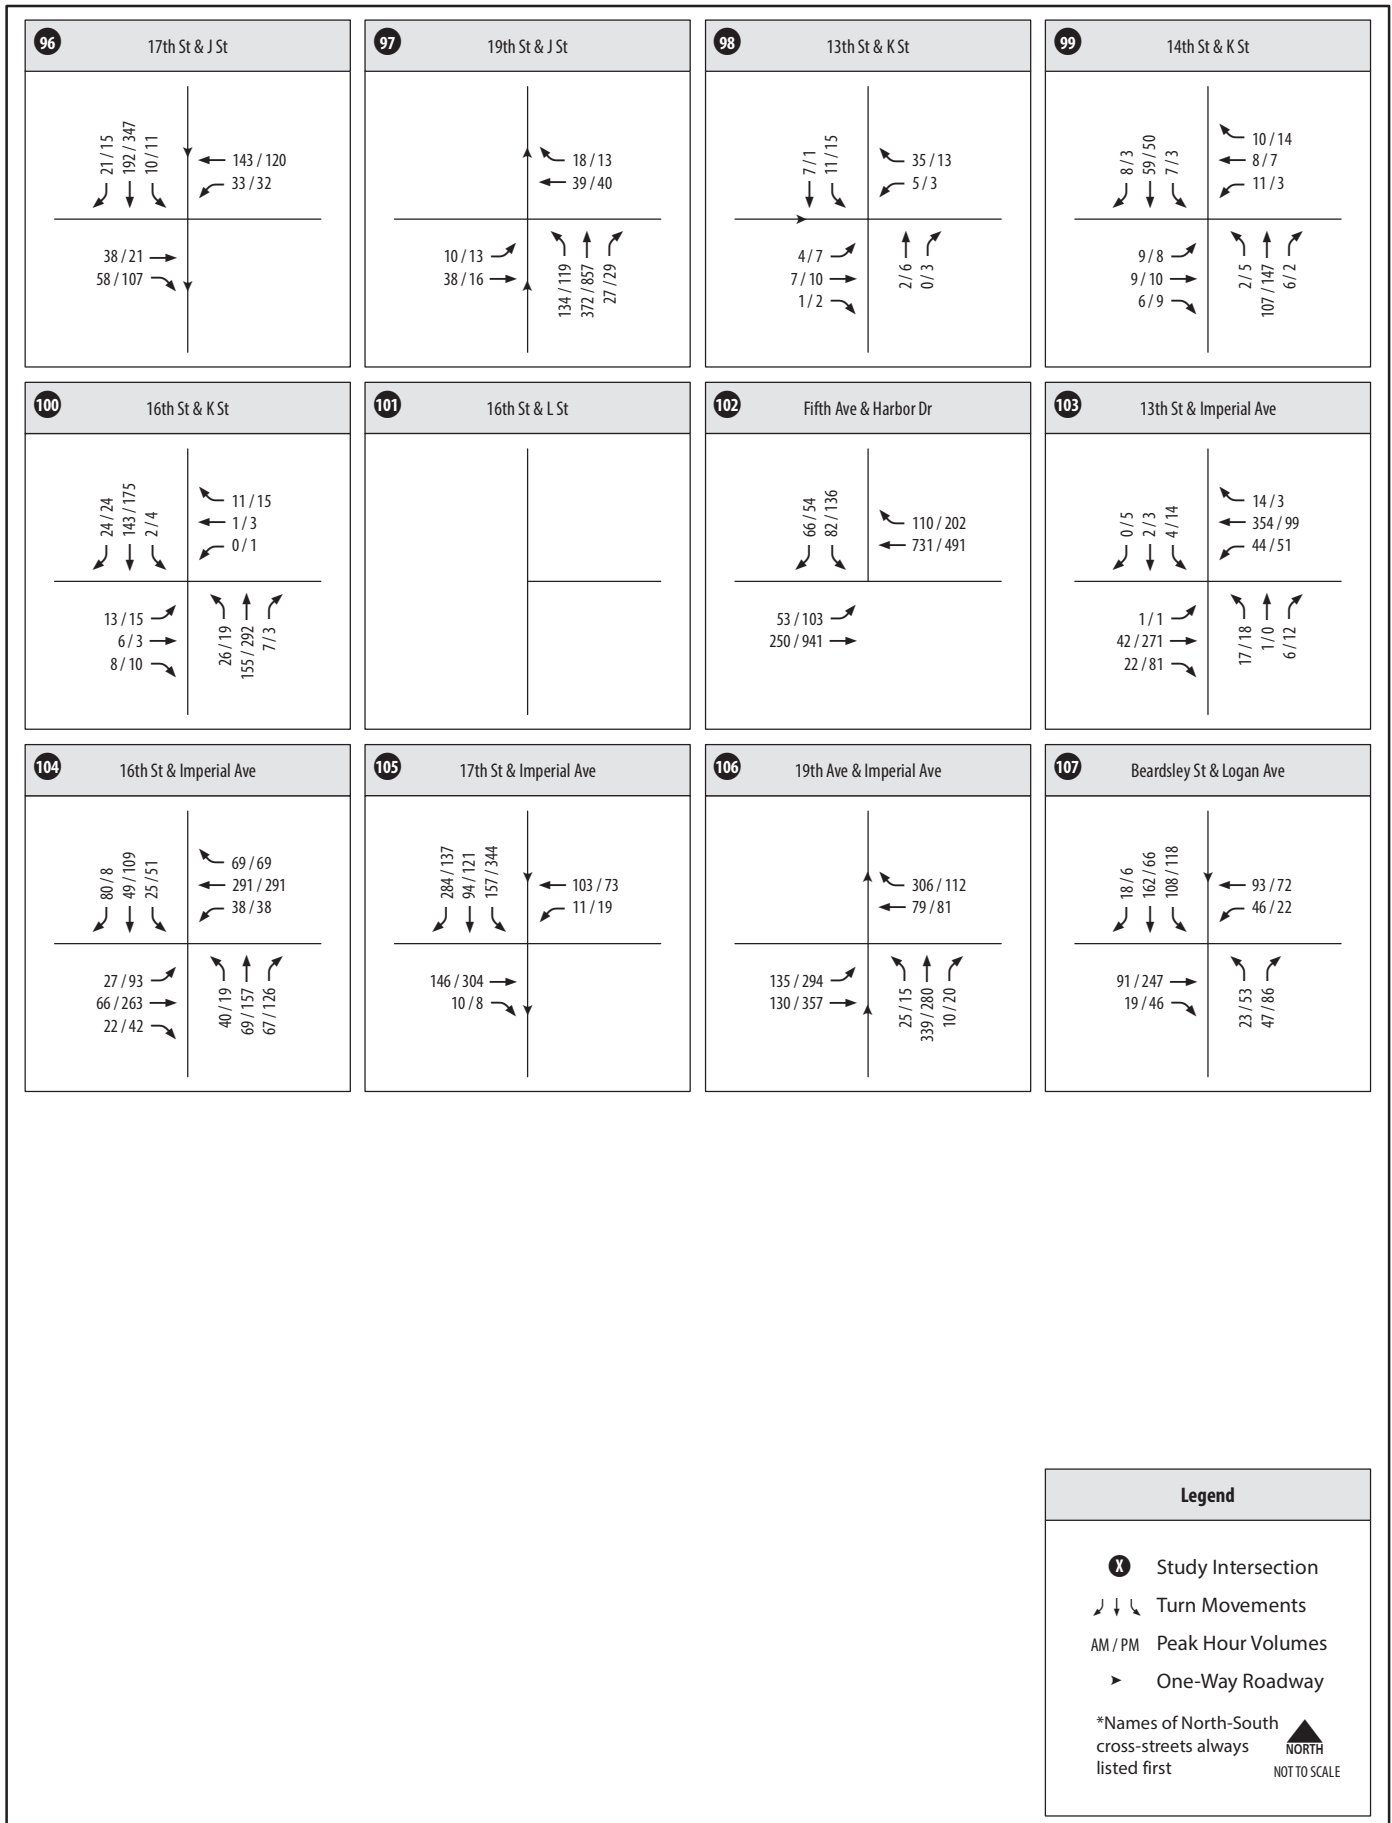 96
17th St & J St
21 / 15
192 / 347
10 / 11
143 / 120
33 / 32
38 / 21
58 / 107
97
19th St & J St
18 / 13
39 / 40
10 / 13
38 / 16
134 / 119
372 / 857
27 / 29
98
13th St & K St
7 / 1
11 / 15
35 / 13
5 / 3
4 / 7
7 / 10
1 / 2
2 / 6
0 / 3
99
14th St & K St
8 / 3
59 / 50
7 / 3
10 / 14
8 / 7
11 / 3
9 / 8
9 / 10
6 / 9
2 / 5
107 / 147
6 / 2
100
16th St & K St
24 / 24
143 / 175
2 / 4
11 / 15
1 / 3
0 / 1
13 / 15
6 / 3
8 / 10
26 / 19
155 / 292
7 / 3
101
16th St & L St
102
Fifth Ave & Harbor Dr
66 / 54
82 / 136
110 / 202
731 / 491
53 / 103
250 / 941
103
13th St & Imperial Ave
0 / 5
2 / 3
4 / 14
14 / 3
354 / 99
44 / 51
1 / 1
42 / 271
22 / 81
17 / 18
1 / 0
6 / 12
104
16th St & Imperial Ave
80 / 8
49 / 109
25 / 51
69 / 69
291 / 291
38 / 38
27 / 93
66 / 263
22 / 42
40 / 19
69 / 157
67 / 126
105
17th St & Imperial Ave
284 / 137
94 / 121
157 / 344
103 / 73
11 / 19
146 / 304
10 / 8
106
19th Ave & Imperial Ave
306 / 112
79 / 81
135 / 294
130 / 357
25 / 15
339 / 280
10 / 20
107
Beardsley St & Logan Ave
18 / 6
162 / 66
108 / 118
93 / 72
46 / 22
91 / 247
19 / 46
23 / 53
47 / 86
Legend
X Study Intersection
Turn Movements
AM / PM Peak Hour Volumes
One-Way Roadway
*Names of North-South
cross-streets always
listed first
NORTH
NOT TO SCALE